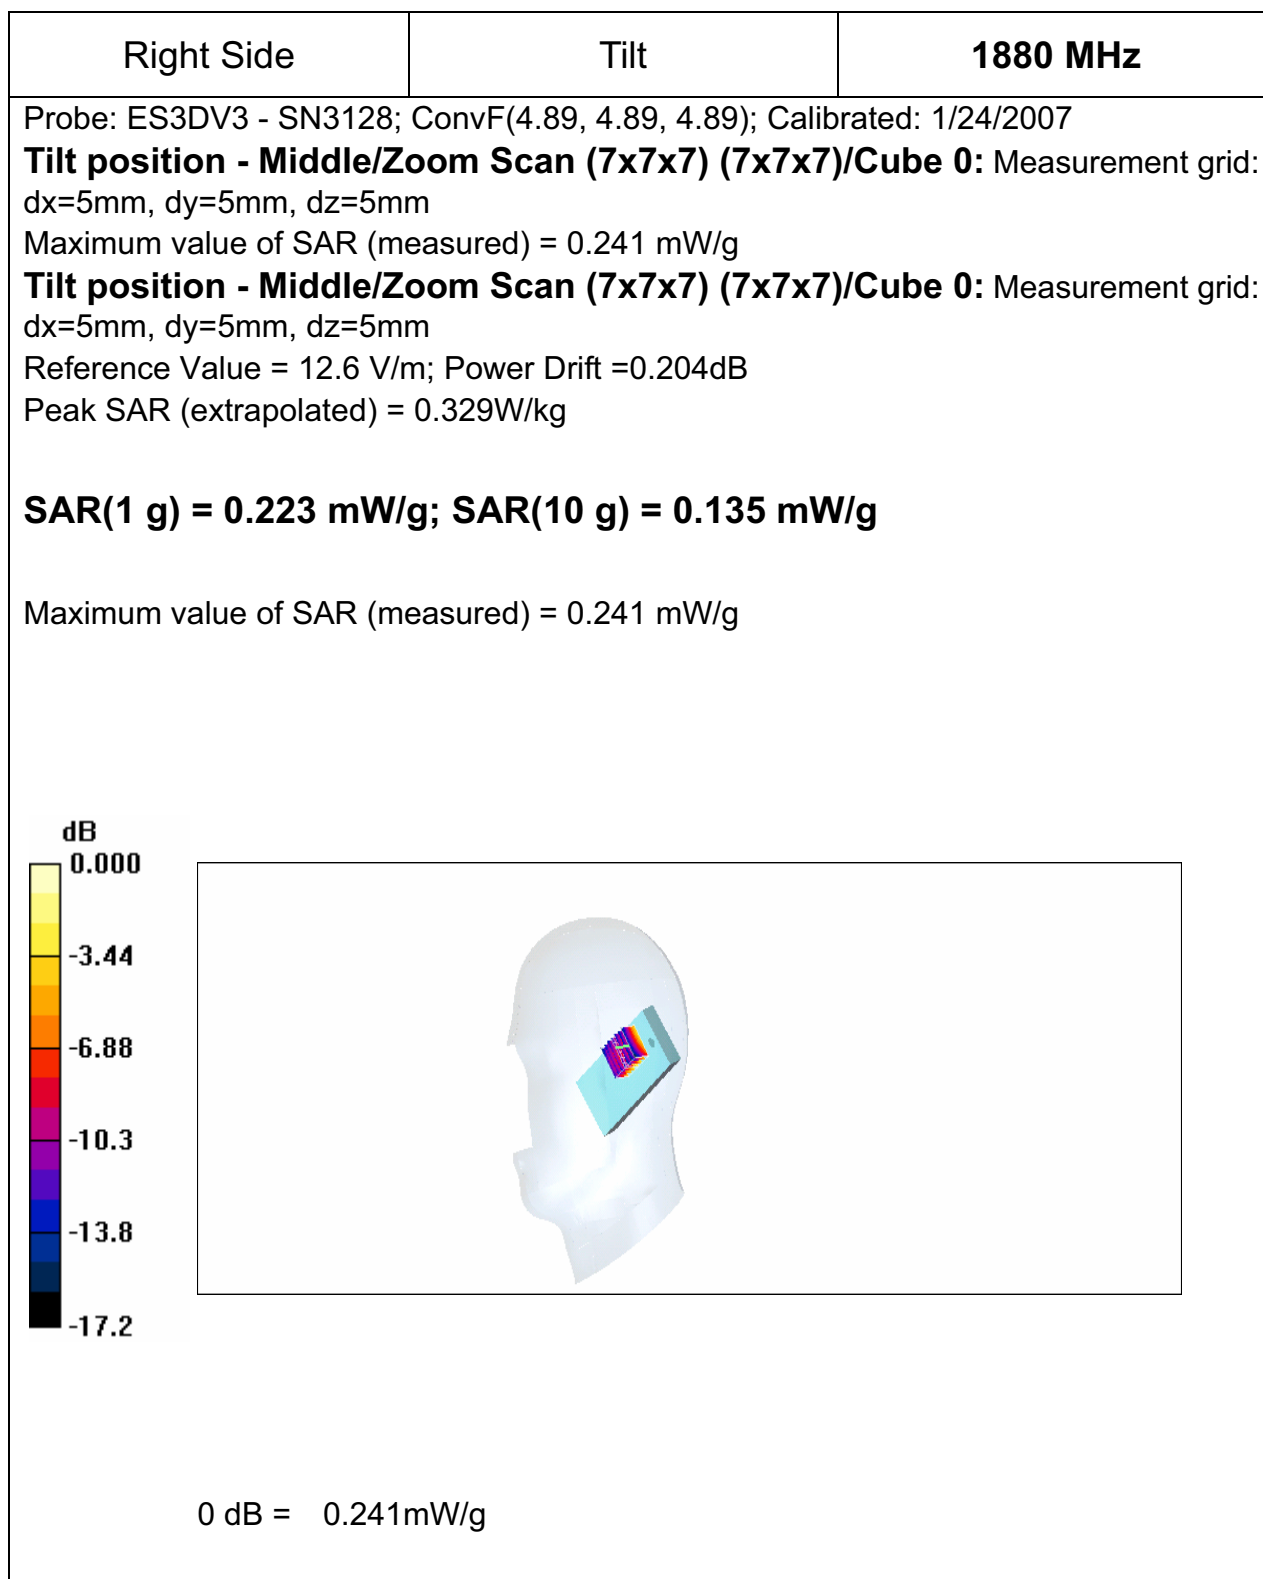 Right Side
Tilt
1880 MHz
Probe: ES3DV3 - SN3128; ConvF(4.89, 4.89, 4.89); Calibrated: 1/24/2007
Tilt position - Middle/Zoom Scan (7x7x7) (7x7x7)/Cube 0: Measurement grid:
dx=5mm, dy=5mm, dz=5mm
Maximum value of SAR (measured) = 0.241 mW/g
Tilt position - Middle/Zoom Scan (7x7x7) (7x7x7)/Cube 0: Measurement grid:
dx=5mm, dy=5mm, dz=5mm
Reference Value = 12.6 V/m; Power Drift =0.204dB
Peak SAR (extrapolated) = 0.329W/kg
SAR(1 g) = 0.223 mW/g; SAR(10 g) = 0.135 mW/g
Maximum value of SAR (measured) = 0.241 mW/g
dB
0.000
-3.44
-6.88
-10.3
-13.8
-17.2
0 dB = 0.241mW/g